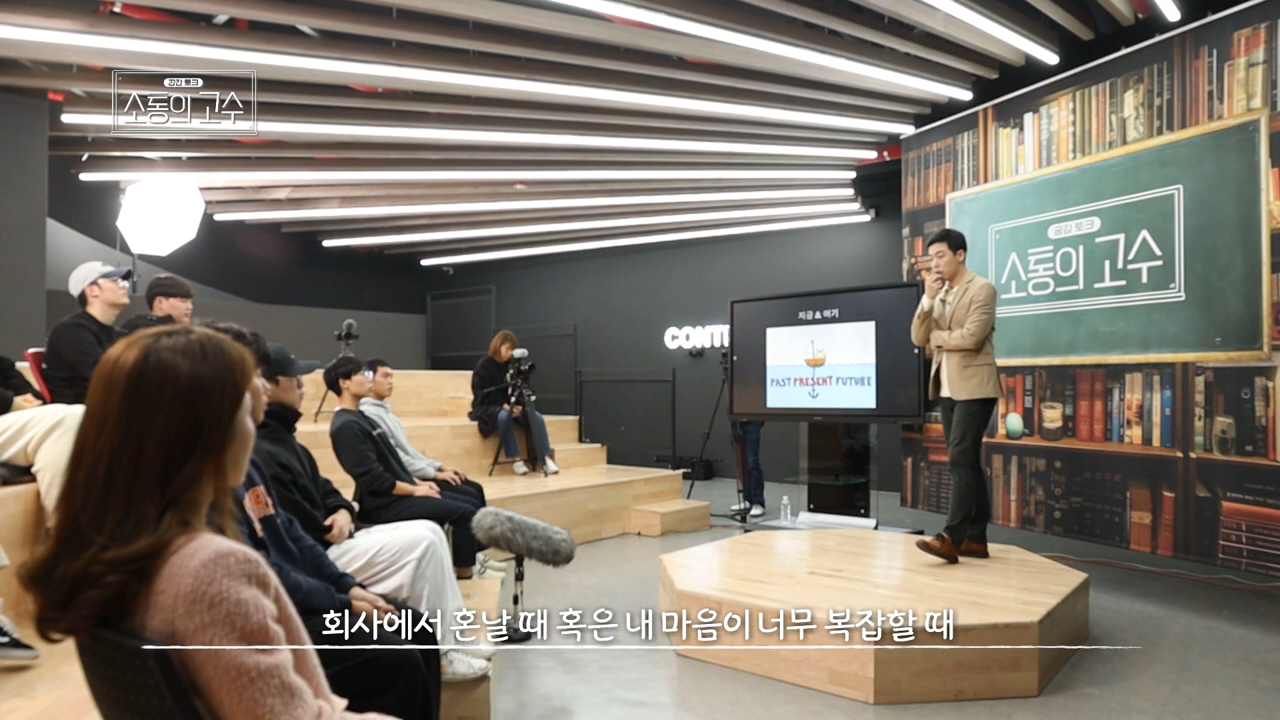 공감 토크
소통의 고수
공감 토크
소통의 고수
CONT
지금 & 여기
PAST PRESENT FUTURE
회사에서 혼날 때 혹은 내 마음이 너무 복잡할 때